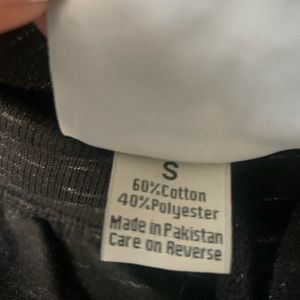 S
60%Cotton
40%Polyester
Made in Pakistan
Care on Reverse